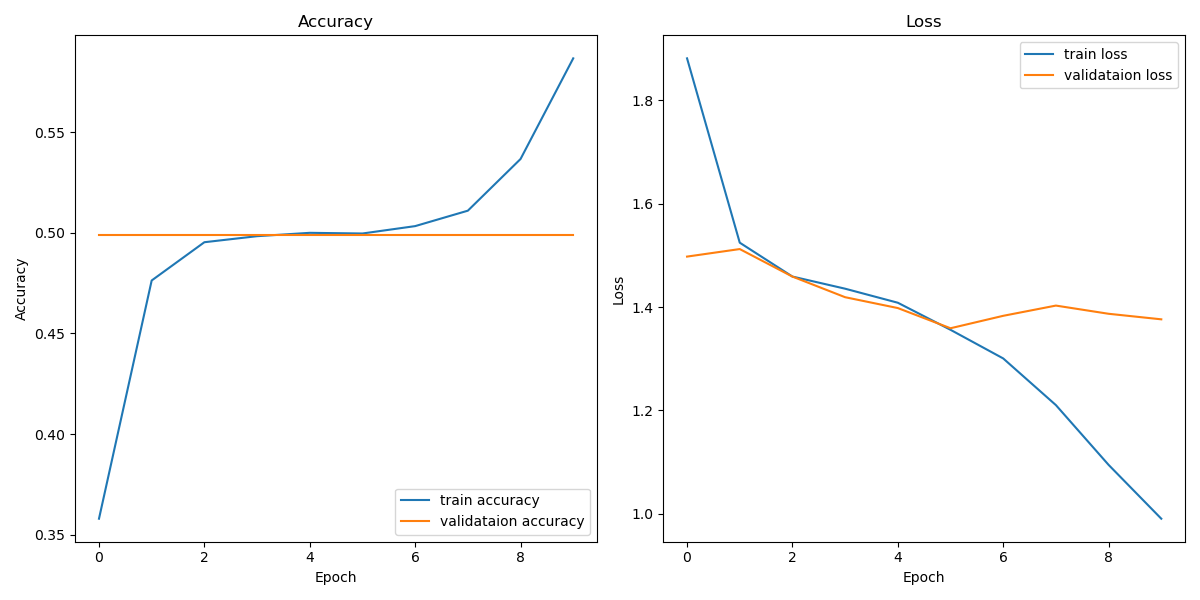 Accuracy
0.55
0.50
0.45
0.40
0.35
Accuracy
0 2 4 6 8
Epoch
train accuracy
validataion accuracy
Loss
1.8
1.6
1.4
1.2
1.0
Loss
0 2 4 6 8
Epoch
train loss
validataion loss